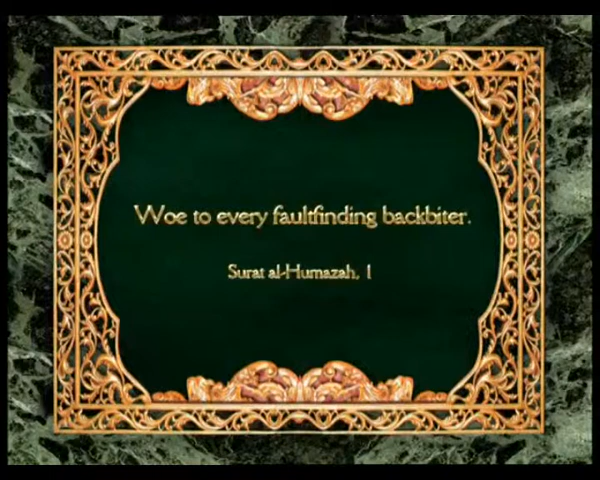 Woe to every faultfinding backbiter.
Surat al-Humazah, 1